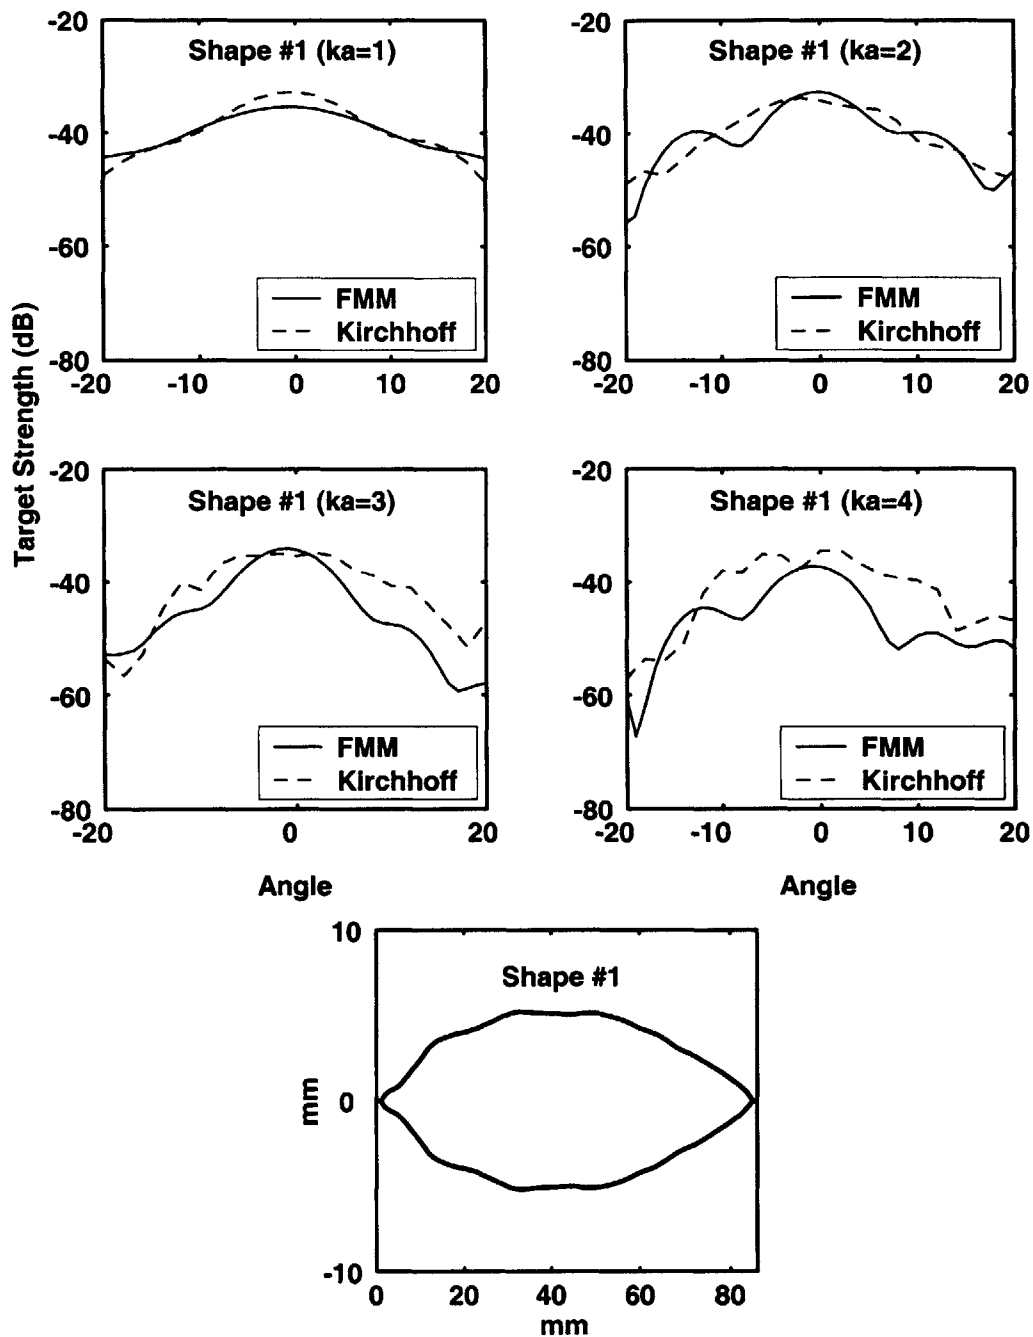 Target Strength (dB)
-20
Shape #1 (ka=1)
-40
-60
FMM
Kirchhoff
-80
-20 -10 0 10 20
-20
Shape #1 (ka=2)
-40
-60
FMM
Kirchhoff
-80
-20 -10 0 10 20
-20
Shape #1 (ka=3)
-40
-60
FMM
Kirchhoff
-80
-20 0 20
Angle
-20
Shape #1 (ka=4)
-40
-60
FMM
Kirchhoff
-80
-20 -10 0 10 20
Angle
10
Shape #1
mm
0
-10
0 20 40 60 80
mm